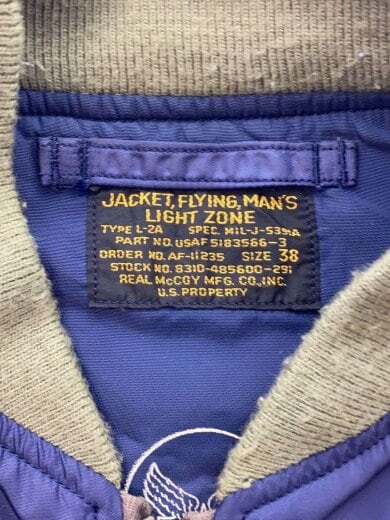 JACKET, FLYING, MAN'S
LIGHT ZONE
TYPE L-2A SPEC. MIL-J-5391A
PART NO. USAF 5183566-3
ORDER NO. AF-11235 SIZE 38
STOCK NO. 8310-485600-291
REAL McCOY MFG. CO., INC.
U.S. PROPERTY